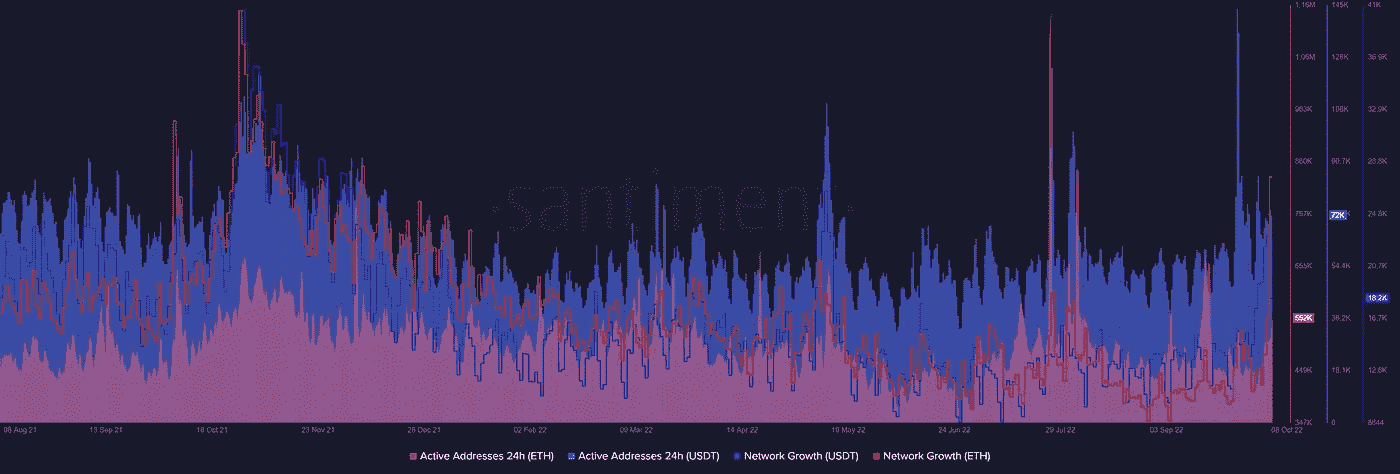 ·santiment·
1.16M 145K 41K
1.06M 126K 36.9K
983K 108K 32.9K
880K 90.7K 28.8K
757K 72K 24.8K
655K 54.4K 20.7K
18.2K
552K 36.2K 16.7K
449K 18.1K 12.6K
347K 0 8644
08 Aug 21 13 Sep 21 18 Oct 21 23 Nov 21 28 Dec 21 02 Feb 22 09 Mar 22 14 Apr 22 19 May 22 24 Jun 22 29 Jul 22 03 Sep 22 08 Oct 22
Active Addresses 24h (ETH) Active Addresses 24h (USDT) Network Growth (USDT) Network Growth (ETH)